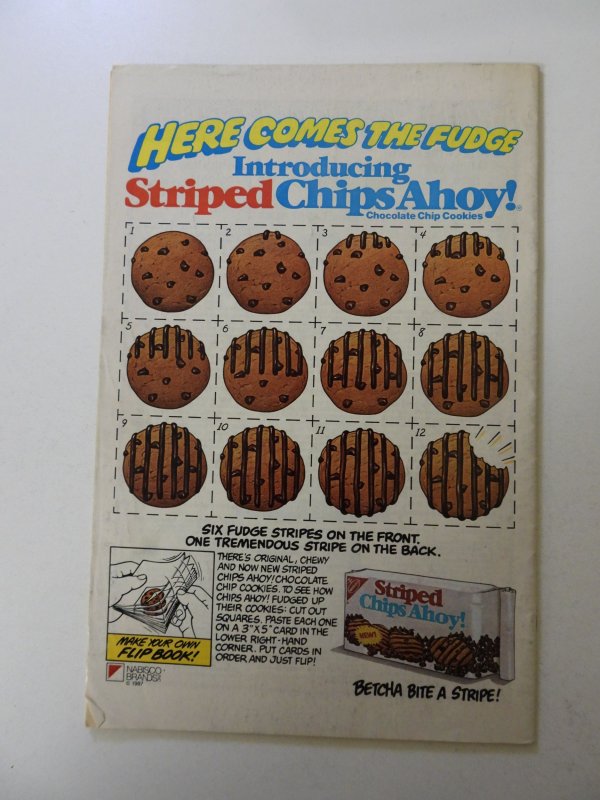 HERE COMES THE FUDGE
Introducing
Striped Chips Ahoy!®
Chocolate Chip Cookies
1 2 3 4
5 6 7 8
9 10 11 12
SIX FUDGE STRIPES ON THE FRONT.
ONE TREMENDOUS STRIPE ON THE BACK.
THERE'S ORIGINAL, CHEWY
AND NOW NEW STRIPED
CHIPS AHOY! CHOCOLATE
CHIP COOKIES. TO SEE HOW
CHIPS AHOY! FUDGED UP
THEIR COOKIES: CUT OUT
SQUARES. PASTE EACH ONE
ON A 3"X5" CARD IN THE
LOWER RIGHT-HAND
CORNER. PUT CARDS IN
ORDER AND JUST FLIP!
MAKE YOUR OWN
FLIP BOOK!
NABISCO
BRANDS
© 1987
Striped
Chips Ahoy!
NEW!
BETCHA BITE A STRIPE!